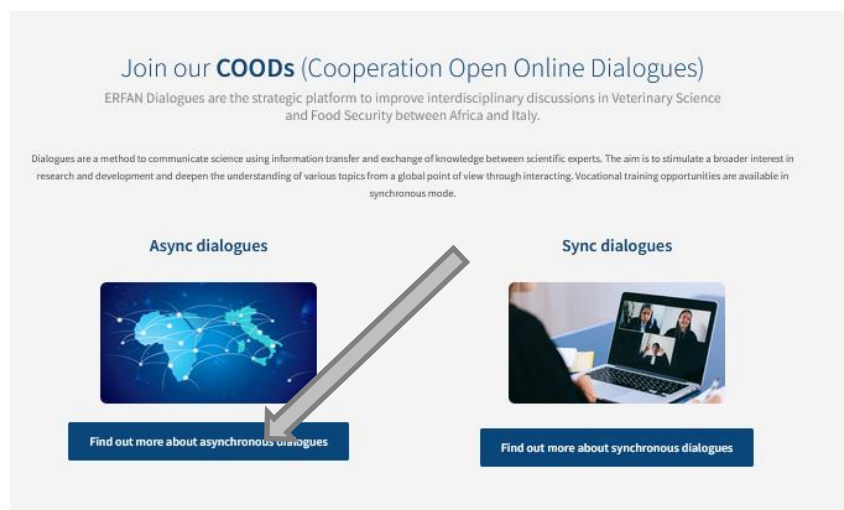 Join our COODs (Cooperation Open Online Dialogues)
ERFAN Dialogues are the strategic platform to improve interdisciplinary discussions in Veterinary Science
and Food Security between Africa and Italy.
Dialogues are a method to communicate science using information transfer and exchange of knowledge between scientific experts. The aim is to stimulate a broader interest in
research and development and deepen the understanding of various topics from a global point of view through interacting. Vocational training opportunities are available in
synchronous mode.
Async dialogues
Sync dialogues
Find out more about asynchronous dialogues
Find out more about synchronous dialogues